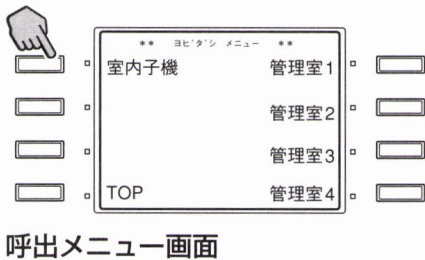 ** ヨビダシ メニュー **
室内子機 管理室1
管理室2
管理室3
TOP 管理室4
呼出メニュー画面